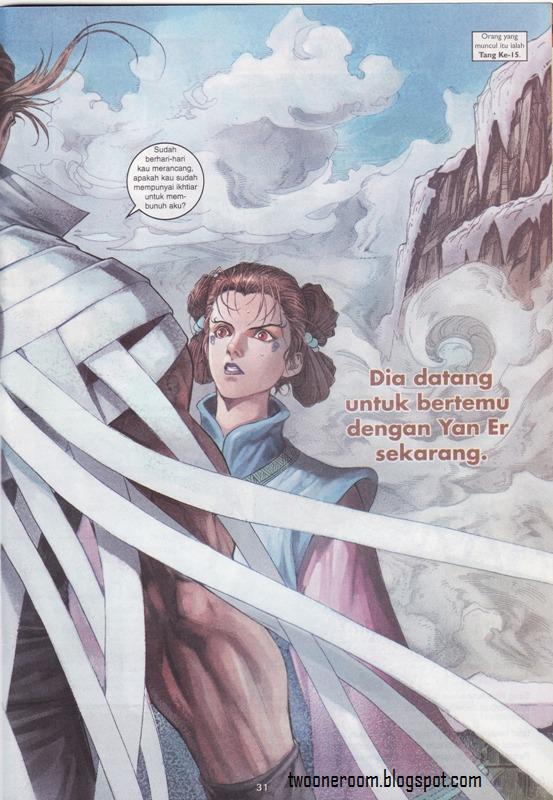 Orang yang
muncul itu ialah
Tang Ke-15.
Sudah
berhari-hari
kau merancang,
apakah kau sudah
mempunyai ikhtiar
untuk mem-
bunuh aku?
Dia datang
untuk bertemu
dengan Yan Er
sekarang.
31
twooneroom.blogspot.com